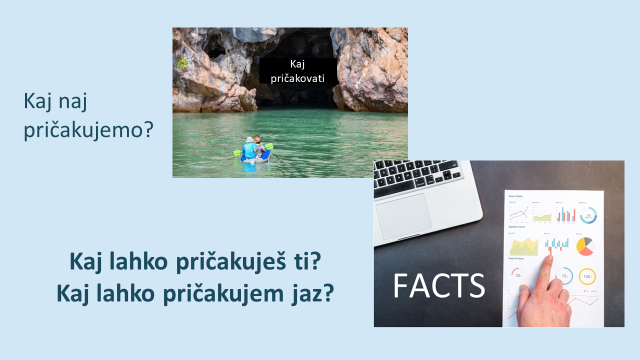 Kaj naj
pričakujemo?
Kaj
pričakovati
Kaj lahko pričakuješ ti?
Kaj lahko pričakujem jaz?
FACTS